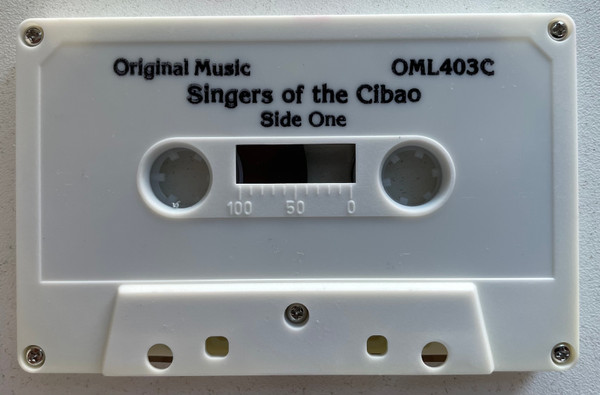 Original Music OML403C
Singers of the Cibao
Side One
100 50 0